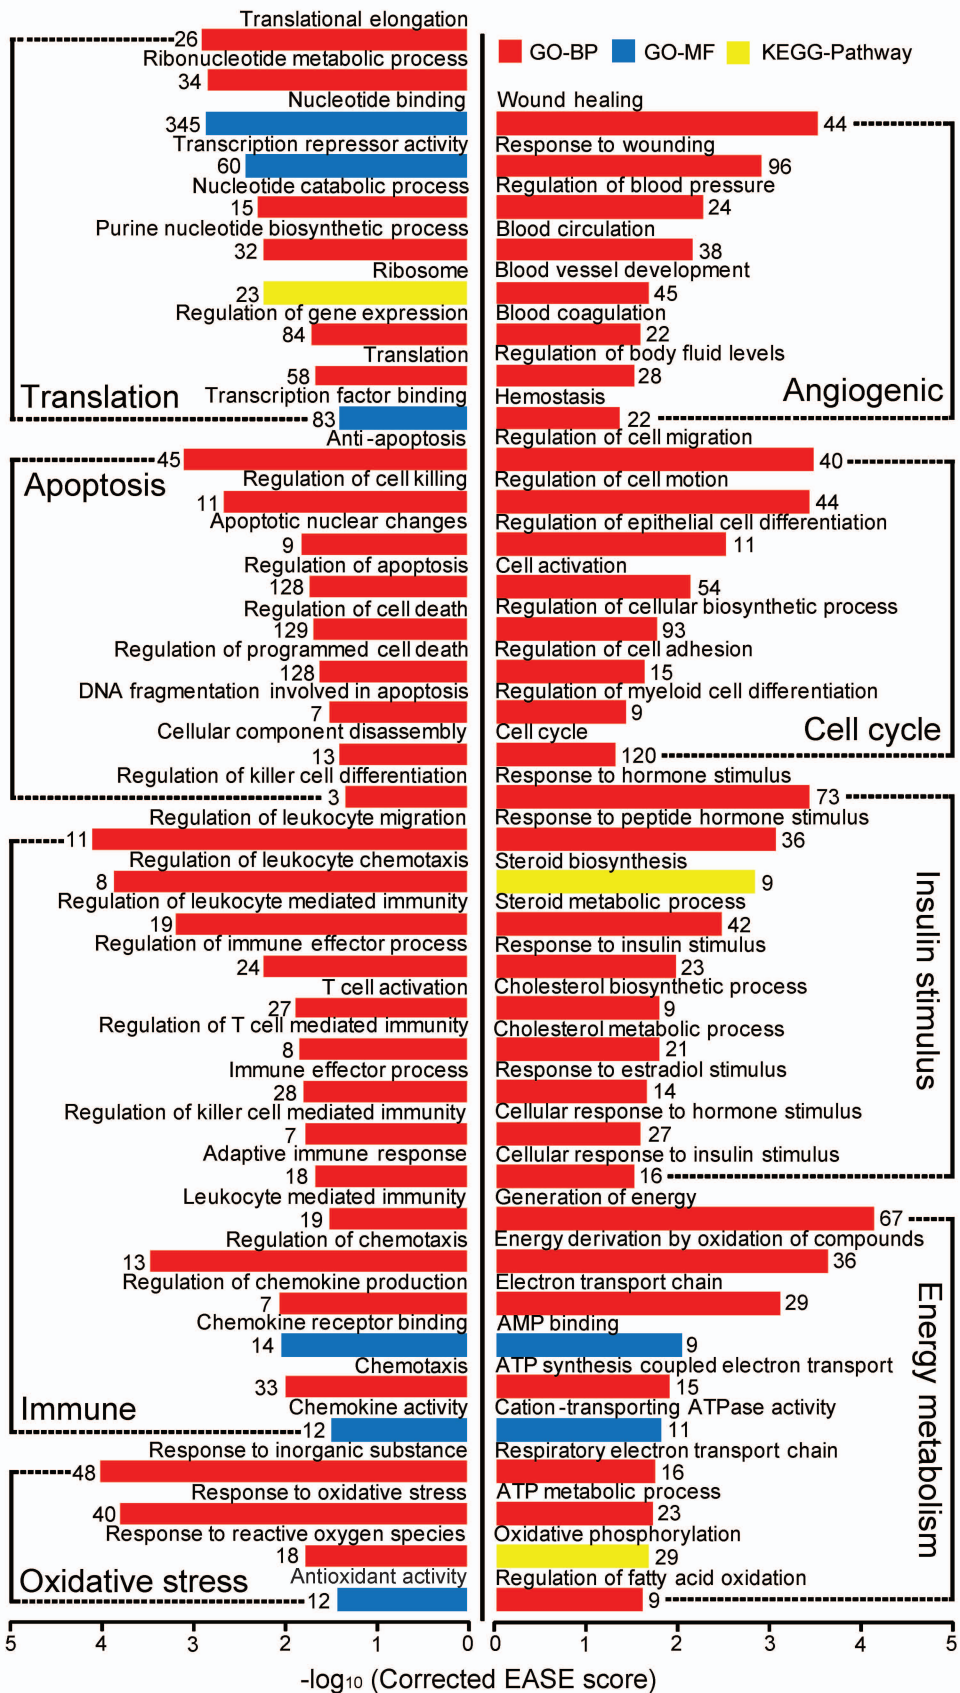 Translational elongation
26
Ribonucleotide metabolic process
34
Nucleotide binding
345
Transcription repressor activity
60
Nucleotide catabolic process
15
Purine nucleotide biosynthetic process
32
Ribosome
23
Regulation of gene expression
84
Translation
58
Translation
Transcription factor binding
83
Anti-apoptosis
45
Apoptosis
Regulation of cell killing
11
Apoptotic nuclear changes
9
Regulation of apoptosis
128
Regulation of cell death
129
Regulation of programmed cell death
128
DNA fragmentation involved in apoptosis
7
Cellular component disassembly
13
Regulation of killer cell differentiation
3
Regulation of leukocyte migration
11
Regulation of leukocyte chemotaxis
8
Regulation of leukocyte mediated immunity
19
Regulation of immune effector process
24
T cell activation
27
Regulation of T cell mediated immunity
8
Immune effector process
28
Regulation of killer cell mediated immunity
7
Adaptive immune response
18
Leukocyte mediated immunity
19
Regulation of chemotaxis
13
Regulation of chemokine production
7
Chemokine receptor binding
14
Chemotaxis
33
Immune
Chemokine activity
12
Response to inorganic substance
48
Response to oxidative stress
40
Response to reactive oxygen species
18
Oxidative stress
Antioxidant activity
12
GO-BP GO-MF KEGG-Pathway
Wound healing
44
Response to wounding
96
Regulation of blood pressure
24
Blood circulation
38
Blood vessel development
45
Blood coagulation
22
Regulation of body fluid levels
28
Angiogenic
Hemostasis
22
Regulation of cell migration
40
Regulation of cell motion
44
Regulation of epithelial cell differentiation
11
Cell activation
54
Regulation of cellular biosynthetic process
93
Regulation of cell adhesion
15
Regulation of myeloid cell differentiation
9
Cell cycle
Cell cycle
120
Response to hormone stimulus
73
Response to peptide hormone stimulus
36
Steroid biosynthesis
9
Steroid metabolic process
42
Response to insulin stimulus
23
Cholesterol biosynthetic process
9
Cholesterol metabolic process
21
Response to estradiol stimulus
14
Cellular response to hormone stimulus
27
Cellular response to insulin stimulus
16
Insulin stimulus
Generation of energy
67
Energy derivation by oxidation of compounds
36
Electron transport chain
29
AMP binding
9
ATP synthesis coupled electron transport
15
Cation-transporting ATPase activity
11
Respiratory electron transport chain
16
ATP metabolic process
23
Oxidative phosphorylation
29
Regulation of fatty acid oxidation
9
Energy metabolism
5 4 3 2 1 0 0 1 2 3 4 5
-log₁₀ (Corrected EASE score)